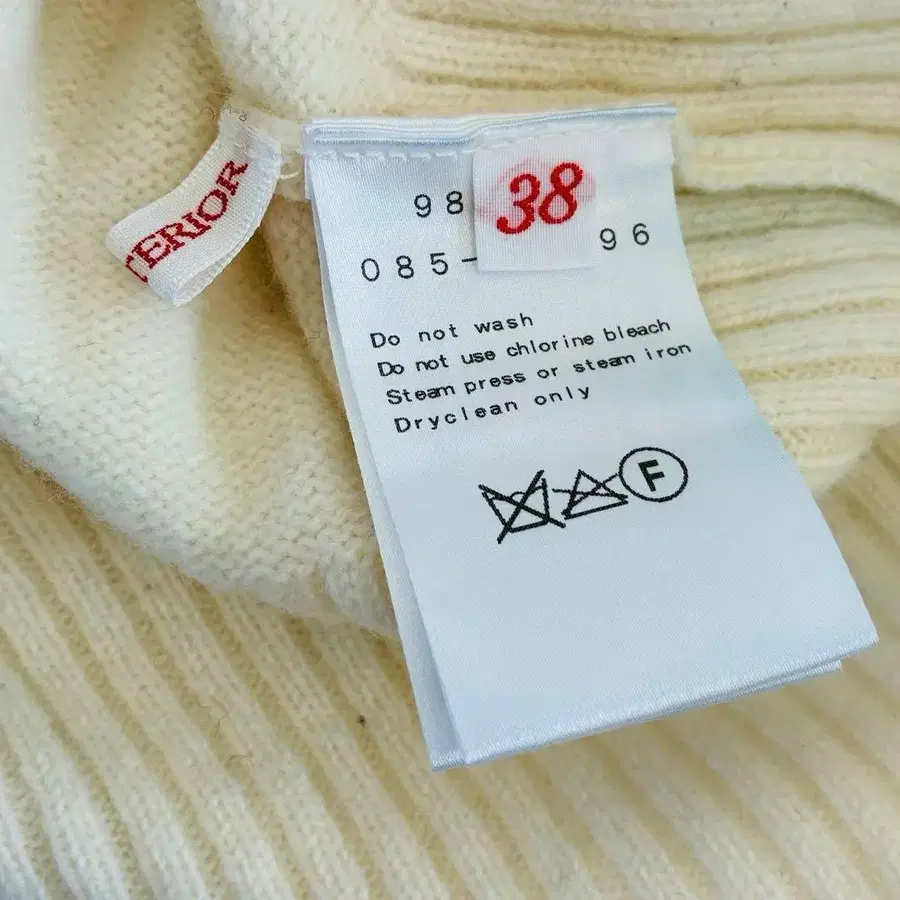 TERIOR
98
38
085-
96
Do not wash
Do not use chlorine bleach
Steam press or steam iron
Dryclean only
F